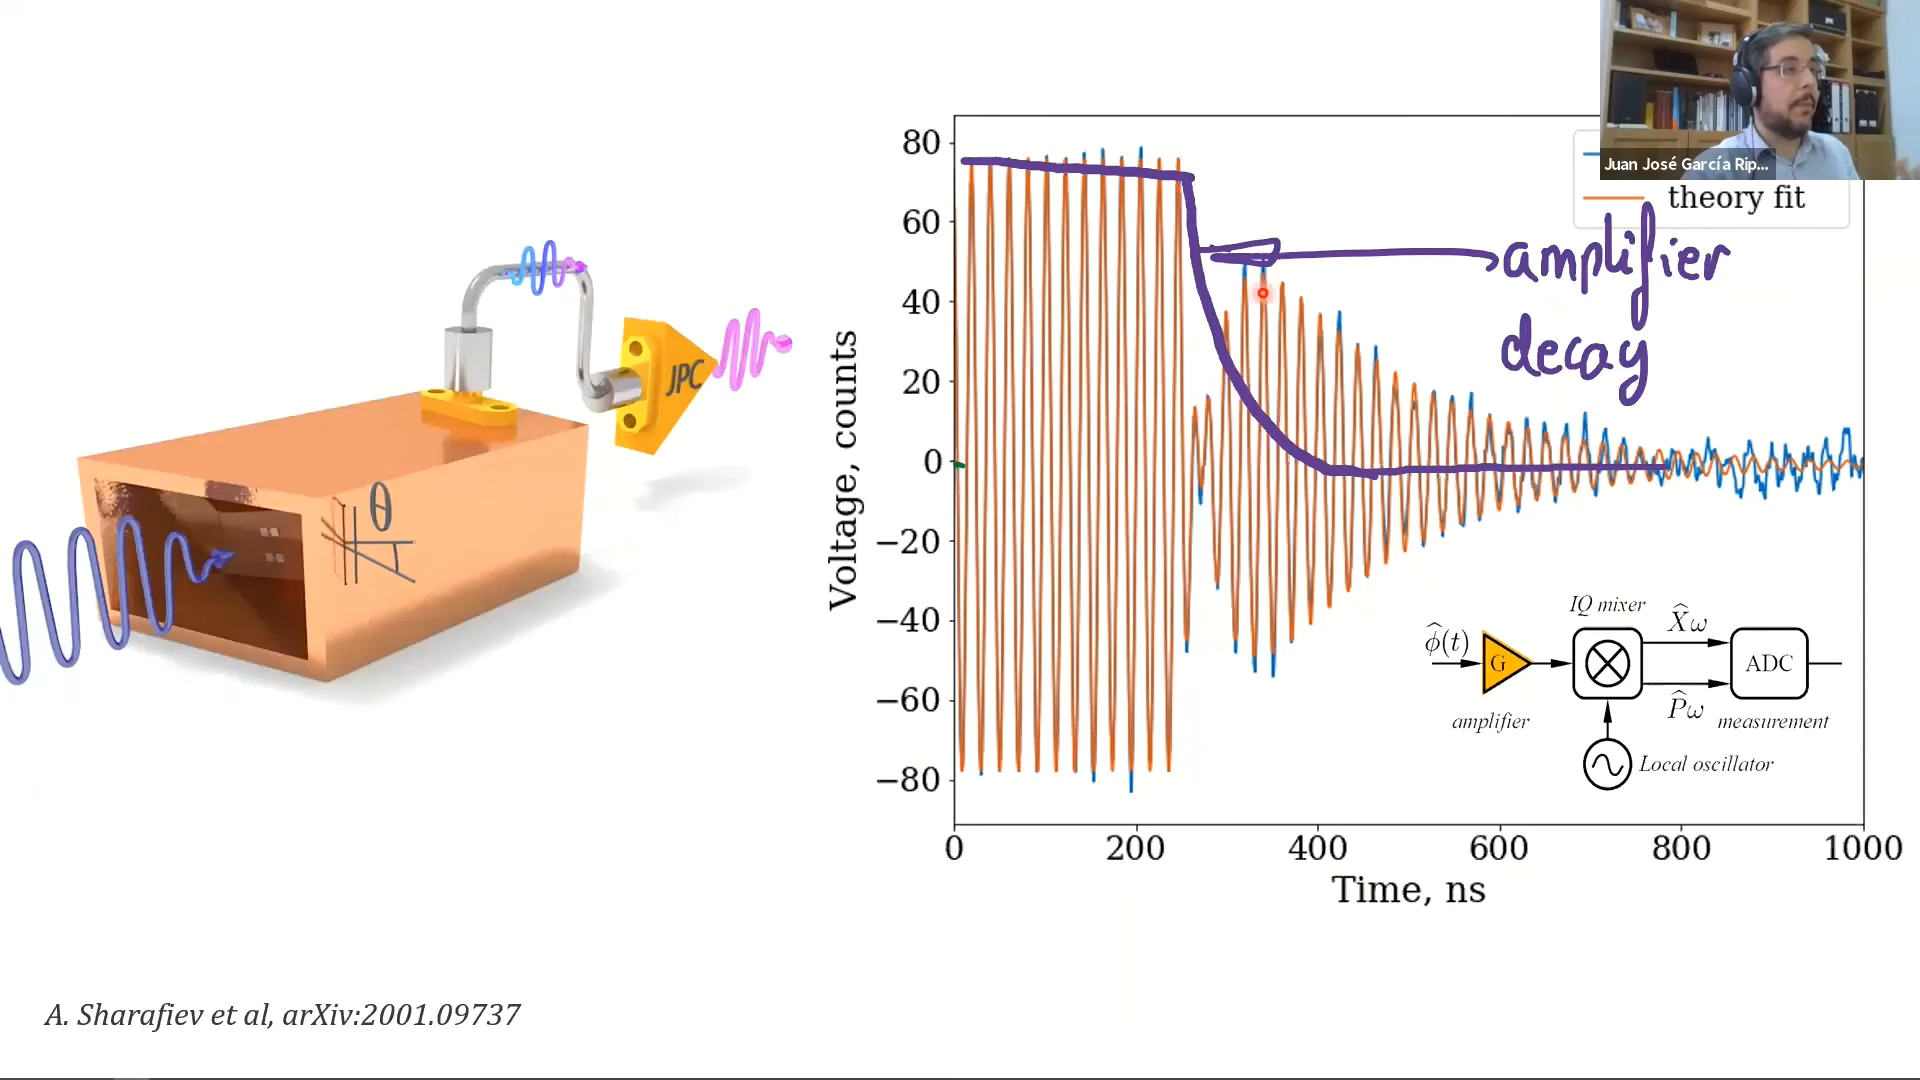 Juan José García Rip...
80
60
40
20
0
−20
−40
−60
−80
Voltage, counts
0 200 400 600 800 1000
Time, ns
theory fit
amplifier
decay
JPC
θ
IQ mixer
φ̂(t)
G
X̂ω
P̂ω
ADC
amplifier
measurement
Local oscillator
A. Sharafiev et al, arXiv:2001.09737